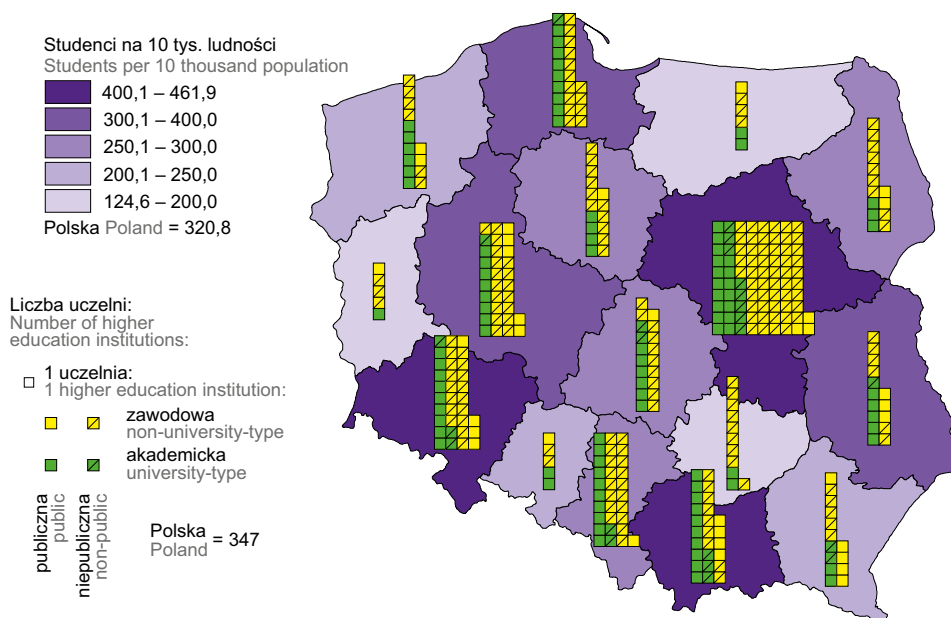 Studenci na 10 tys. ludności
Students per 10 thousand population
400,1 – 461,9
300,1 – 400,0
250,1 – 300,0
200,1 – 250,0
124,6 – 200,0
Polska Poland = 320,8
Liczba uczelni:
Number of higher
education institutions:
1 uczelnia:
1 higher education institution:
zawodowa
non-university-type
akademicka
university-type
publiczna
public
niepubliczna
non-public
Polska
Poland = 347